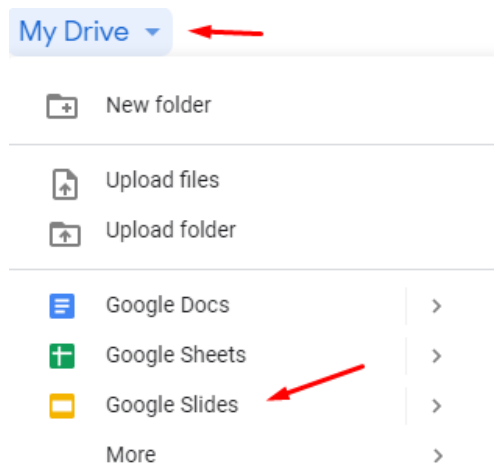 My Drive
New folder
Upload files
Upload folder
Google Docs
Google Sheets
Google Slides
More